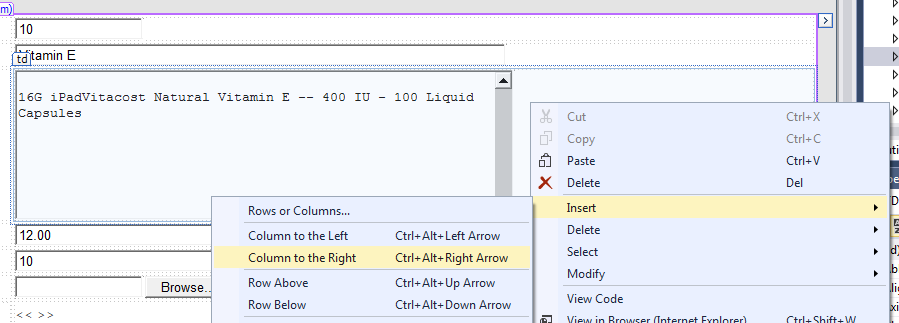 m)
10
Vitamin E
td
16G iPadVitacost Natural Vitamin E -- 400 IU - 100 Liquid
Capsules
12.00
10
Browse..
<< >>
Cut Ctrl+X
Copy Ctrl+C
Paste Ctrl+V
Delete Del
Insert
Delete
Select
Modify
View Code
View in Browser (Internet Explorer) Ctrl+Shift+W
Rows or Columns...
Column to the Left Ctrl+Alt+Left Arrow
Column to the Right Ctrl+Alt+Right Arrow
Row Above Ctrl+Alt+Up Arrow
Row Below Ctrl+Alt+Down Arrow